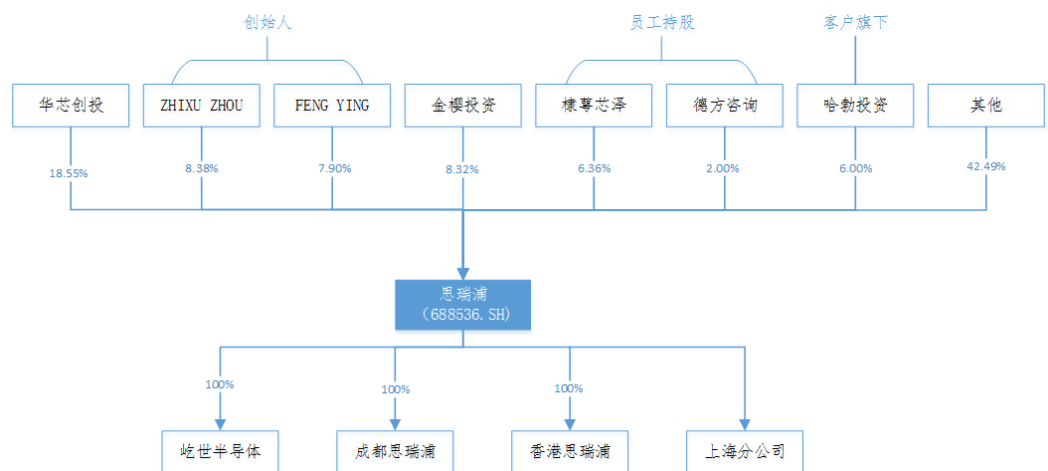 创始人
员工持股
客户旗下
华芯创投
ZHIXU ZHOU
FENG YING
金樱投资
棣萼芯泽
德方咨询
哈勃投资
其他
18.55%
8.38%
7.90%
8.32%
6.36%
2.00%
6.00%
42.49%
思瑞浦
（688536.SH）
100%
100%
100%
屹世半导体
成都思瑞浦
香港思瑞浦
上海分公司